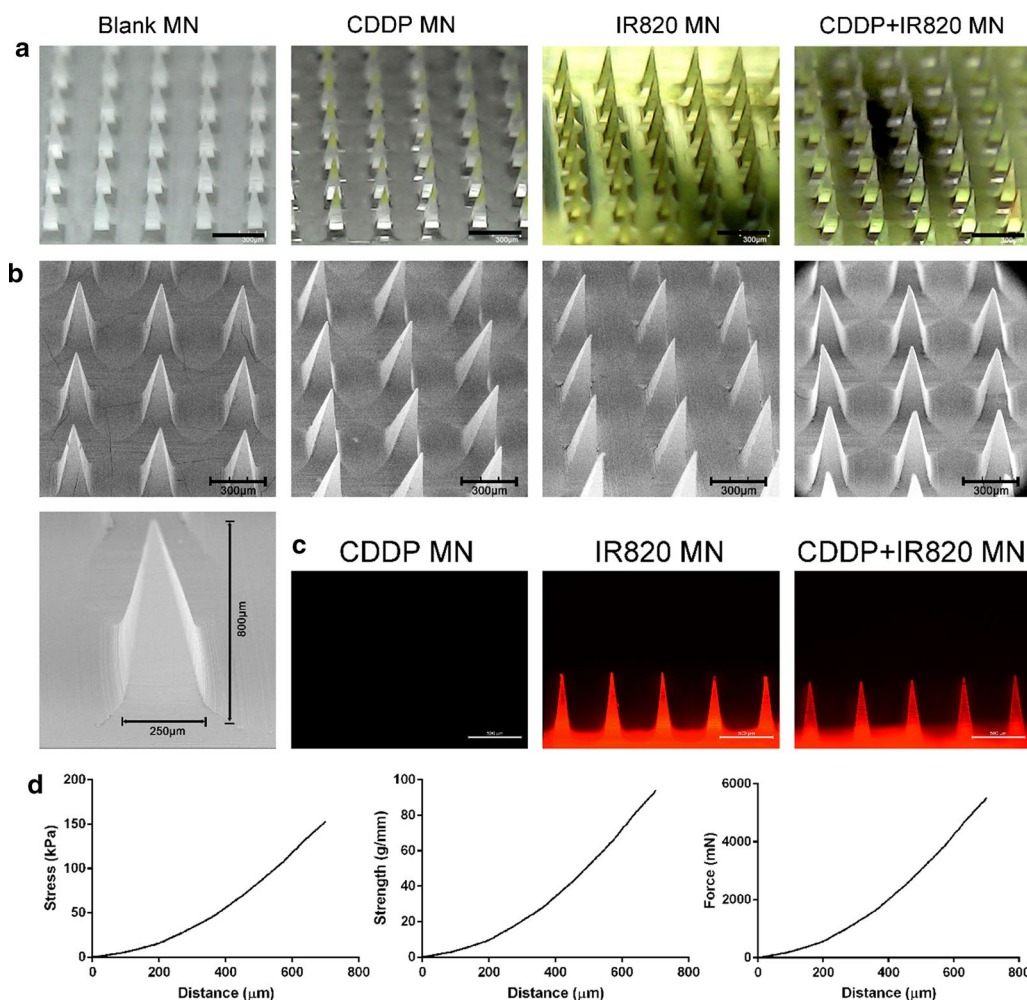 Blank MN
CDDP MN
IR820 MN
CDDP+IR820 MN
a
300μm
300μm
300μm
300μm
b
300μm
300μm
300μm
300μm
800μm
250μm
c
CDDP MN
IR820 MN
CDDP+IR820 MN
d
Stress (kPa)
200
150
100
50
0
0
200
400
600
800
Distance (μm)
Strength (g/mm)
100
80
60
40
20
0
0
200
400
600
800
Distance (μm)
Force (mN)
6000
4000
2000
0
0
200
400
600
800
Distance (μm)